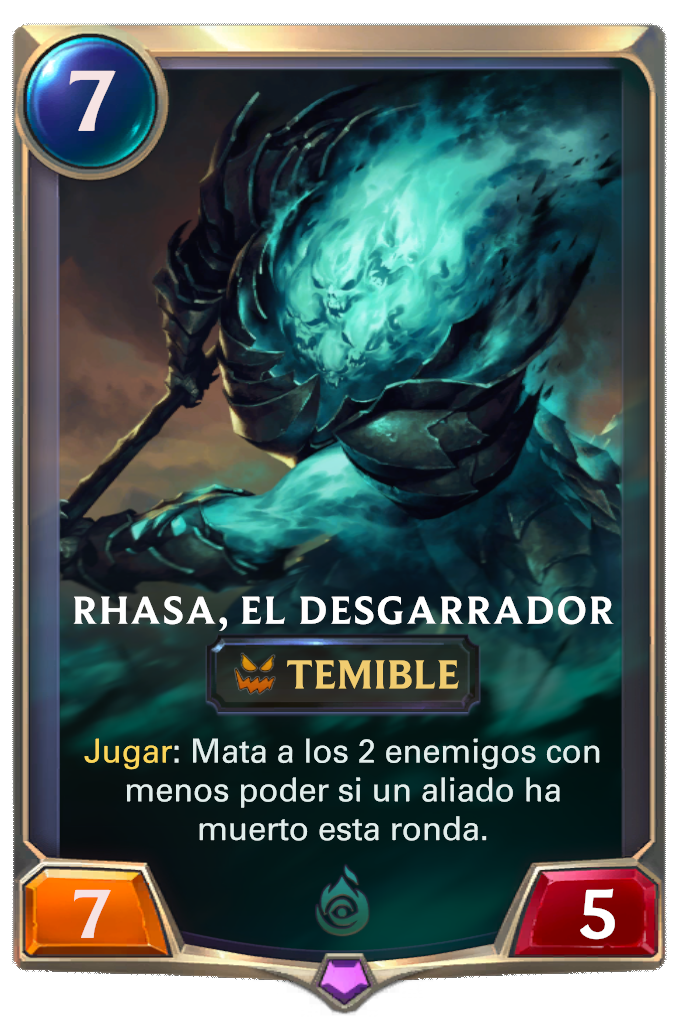 7
RHASA, EL DESGARRADOR
TEMIBLE
Jugar: Mata a los 2 enemigos con
menos poder si un aliado ha
muerto esta ronda.
7
5